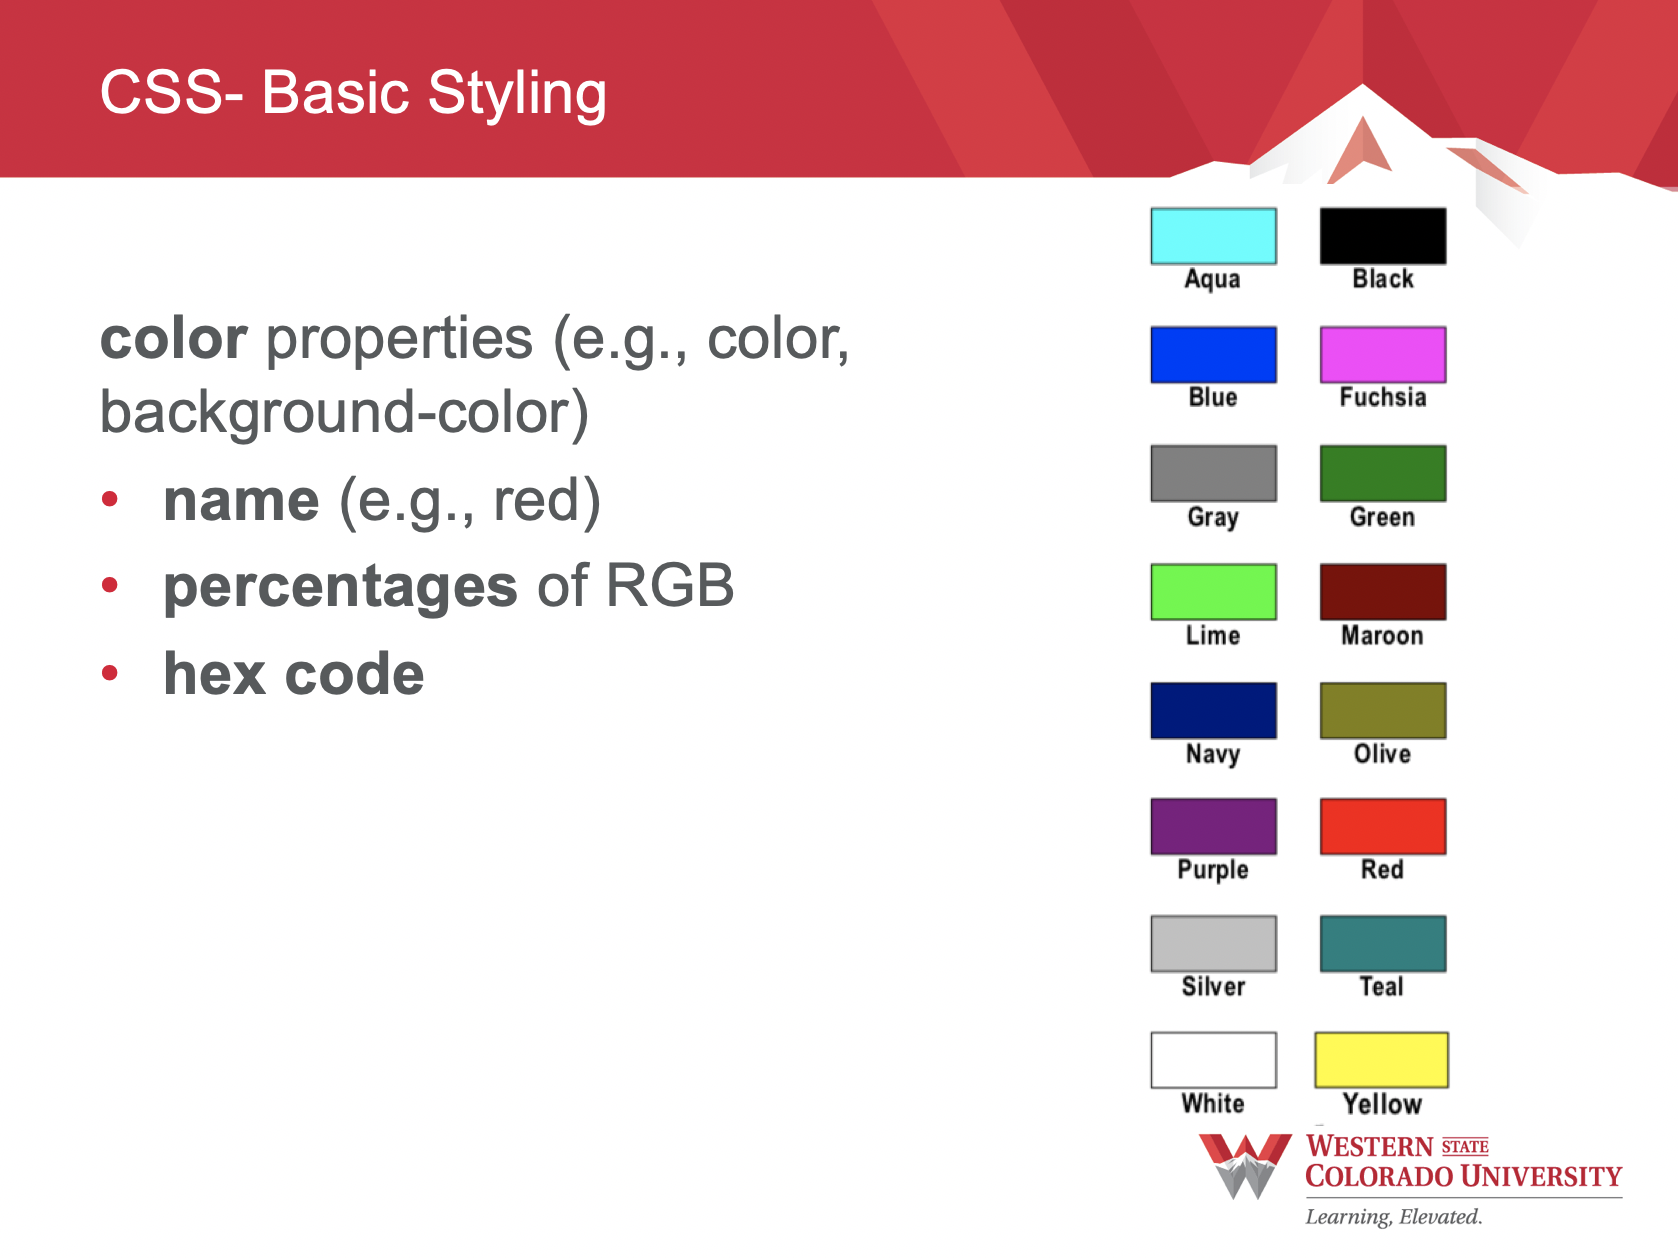 CSS- Basic Styling
color properties (e.g., color,
background-color)
• name (e.g., red)
• percentages of RGB
• hex code
Aqua Black
Blue Fuchsia
Gray Green
Lime Maroon
Navy Olive
Purple Red
Silver Teal
White Yellow
WESTERN STATE
COLORADO UNIVERSITY
Learning, Elevated.